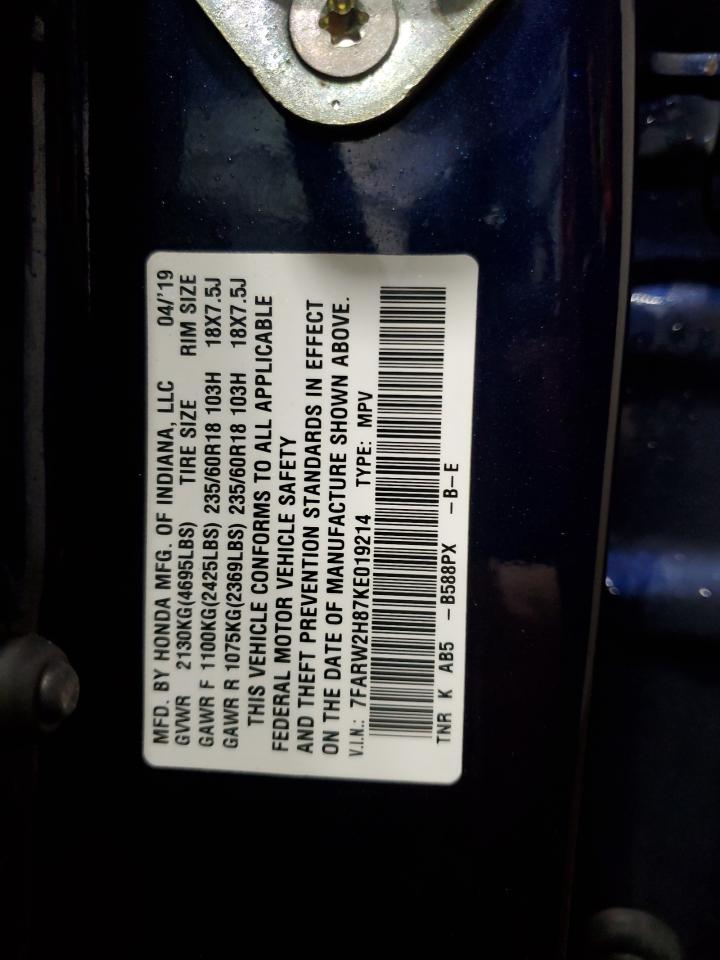 MFD. BY HONDA MFG. OF INDIANA, LLC 04/'19
GVWR 2130KG(4695LBS) TIRE SIZE RIM SIZE
GAWR F 1100KG(2425LBS) 235/60R18 103H 18X7.5J
GAWR R 1075KG(2369LBS) 235/60R18 103H 18X7.5J
THIS VEHICLE CONFORMS TO ALL APPLICABLE
FEDERAL MOTOR VEHICLE SAFETY
AND THEFT PREVENTION STANDARDS IN EFFECT
ON THE DATE OF MANUFACTURE SHOWN ABOVE.
V.I.N.: 7FARW2H87KE019214 TYPE: MPV
TNR K AB5 -B588PX -B-E